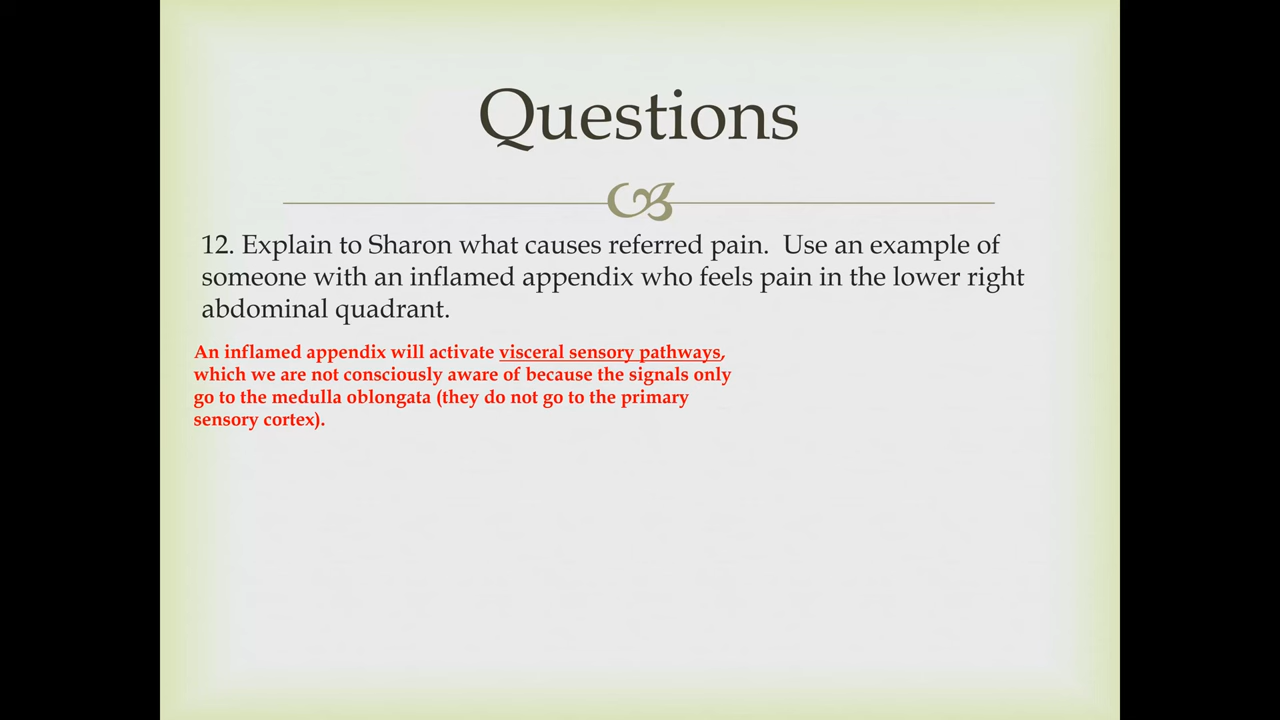 Questions
12. Explain to Sharon what causes referred pain.  Use an example of
someone with an inflamed appendix who feels pain in the lower right
abdominal quadrant.
An inflamed appendix will activate visceral sensory pathways,
which we are not consciously aware of because the signals only
go to the medulla oblongata (they do not go to the primary
sensory cortex).